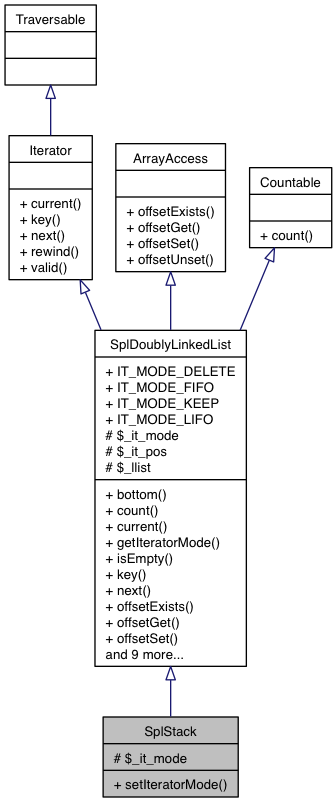 Traversable
Iterator
+ current()
+ key()
+ next()
+ rewind()
+ valid()
ArrayAccess
+ offsetExists()
+ offsetGet()
+ offsetSet()
+ offsetUnset()
Countable
+ count()
SplDoublyLinkedList
+ IT_MODE_DELETE
+ IT_MODE_FIFO
+ IT_MODE_KEEP
+ IT_MODE_LIFO
# $_it_mode
# $_it_pos
# $_llist
+ bottom()
+ count()
+ current()
+ getIteratorMode()
+ isEmpty()
+ key()
+ next()
+ offsetExists()
+ offsetGet()
+ offsetSet()
and 9 more...
SplStack
# $_it_mode
+ setIteratorMode()